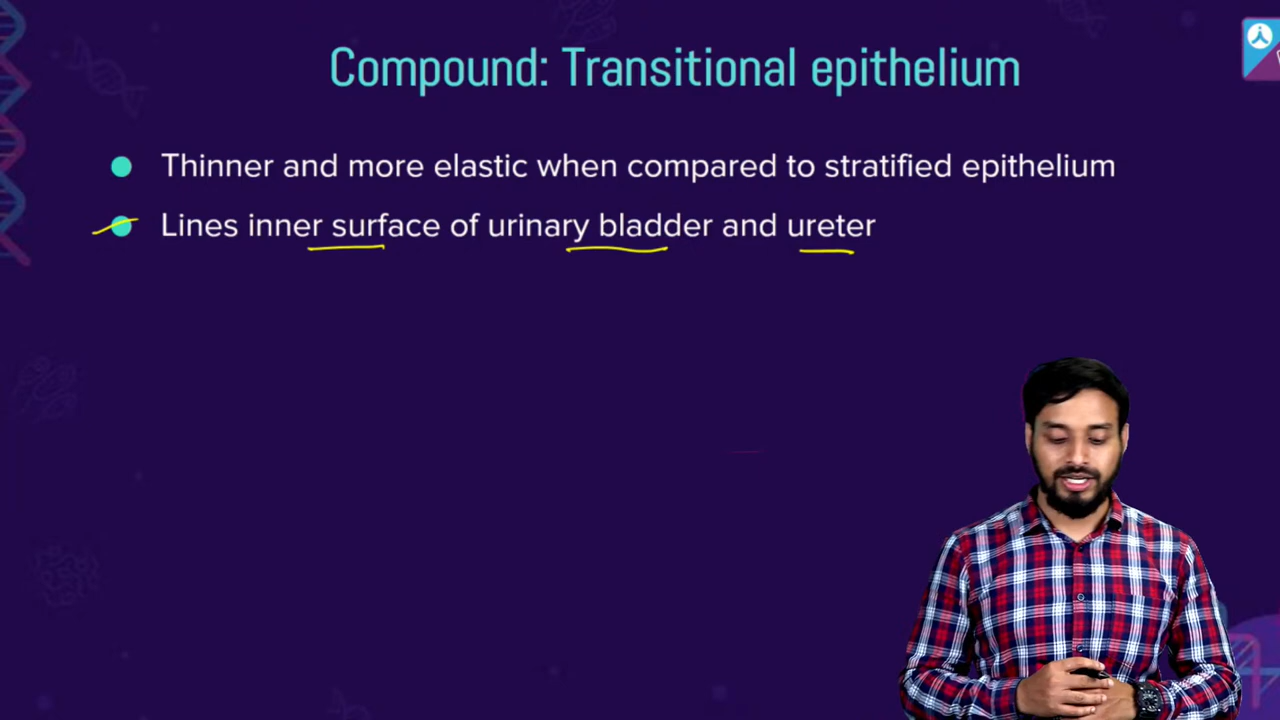 Compound: Transitional epithelium
Thinner and more elastic when compared to stratified epithelium
Lines inner surface of urinary bladder and ureter